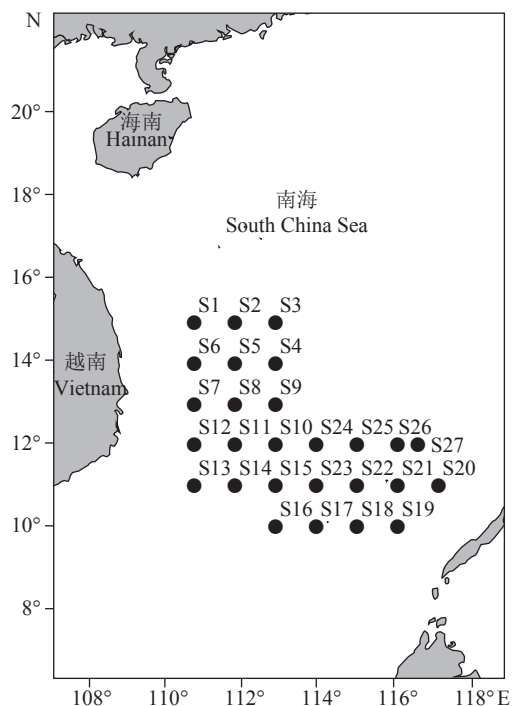 N
20°
海南
Hainan
18°
南海
South China Sea
16°
S1 S2 S3
14°
S6 S5 S4
越南
Vietnam
S7 S8 S9
12°
S12 S11 S10 S24 S25 S26
S27
S13 S14 S15 S23 S22 S21 S20
10°
S16 S17 S18 S19
8°
108° 110° 112° 114° 116° 118° E